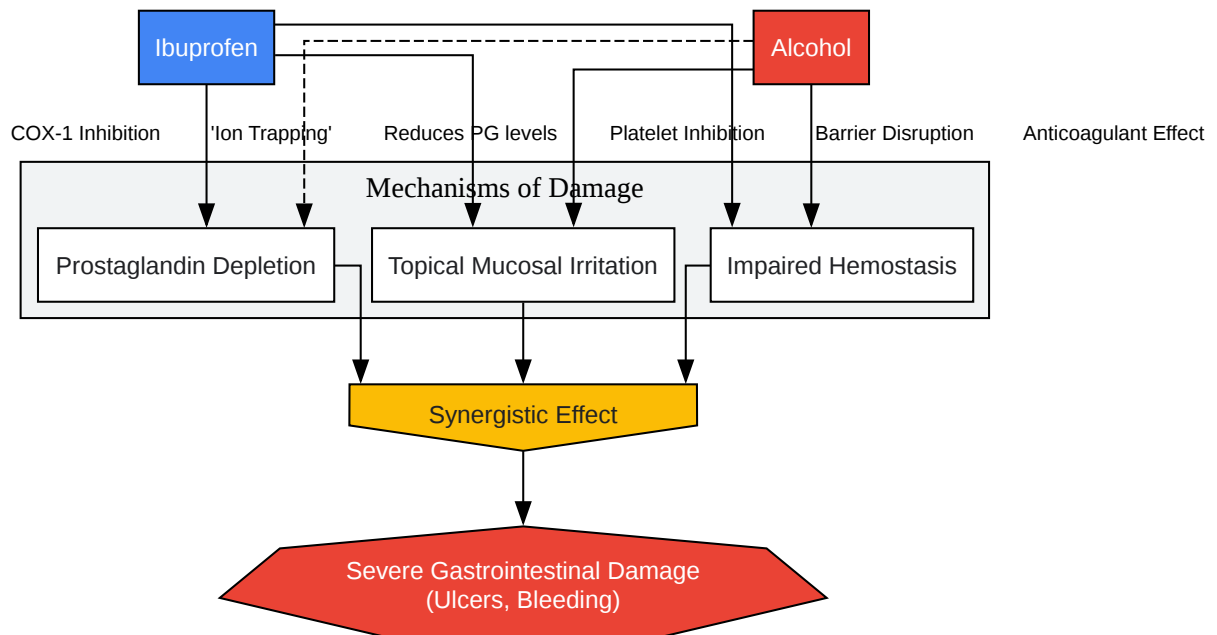 Ibuprofen
Alcohol
COX-1 Inhibition
'Ion Trapping'
Reduces PG levels
Platelet Inhibition
Barrier Disruption
Anticoagulant Effect
Mechanisms of Damage
Prostaglandin Depletion
Topical Mucosal Irritation
Impaired Hemostasis
Synergistic Effect
Severe Gastrointestinal Damage
(Ulcers, Bleeding)